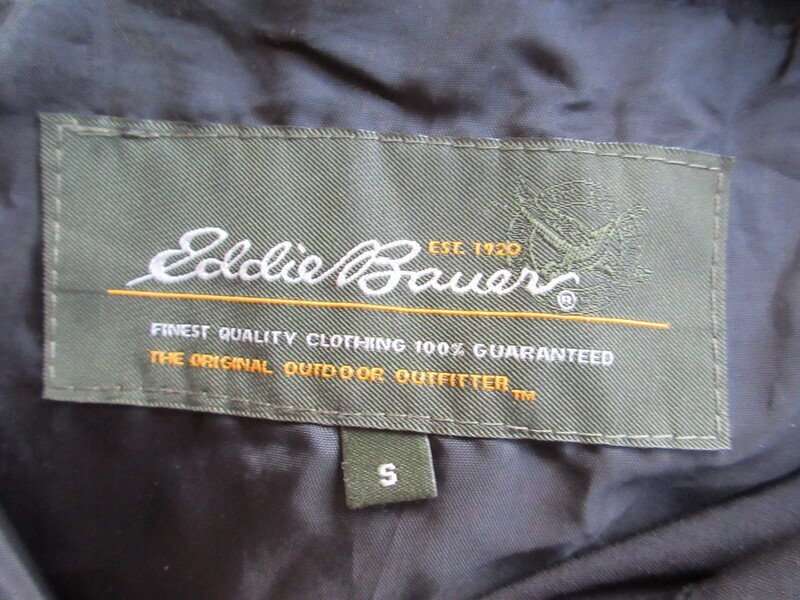 EST. 1920
Eddie Bauer®
FINEST QUALITY CLOTHING 100% GUARANTEED
THE ORIGINAL OUTDOOR OUTFITTER™
S